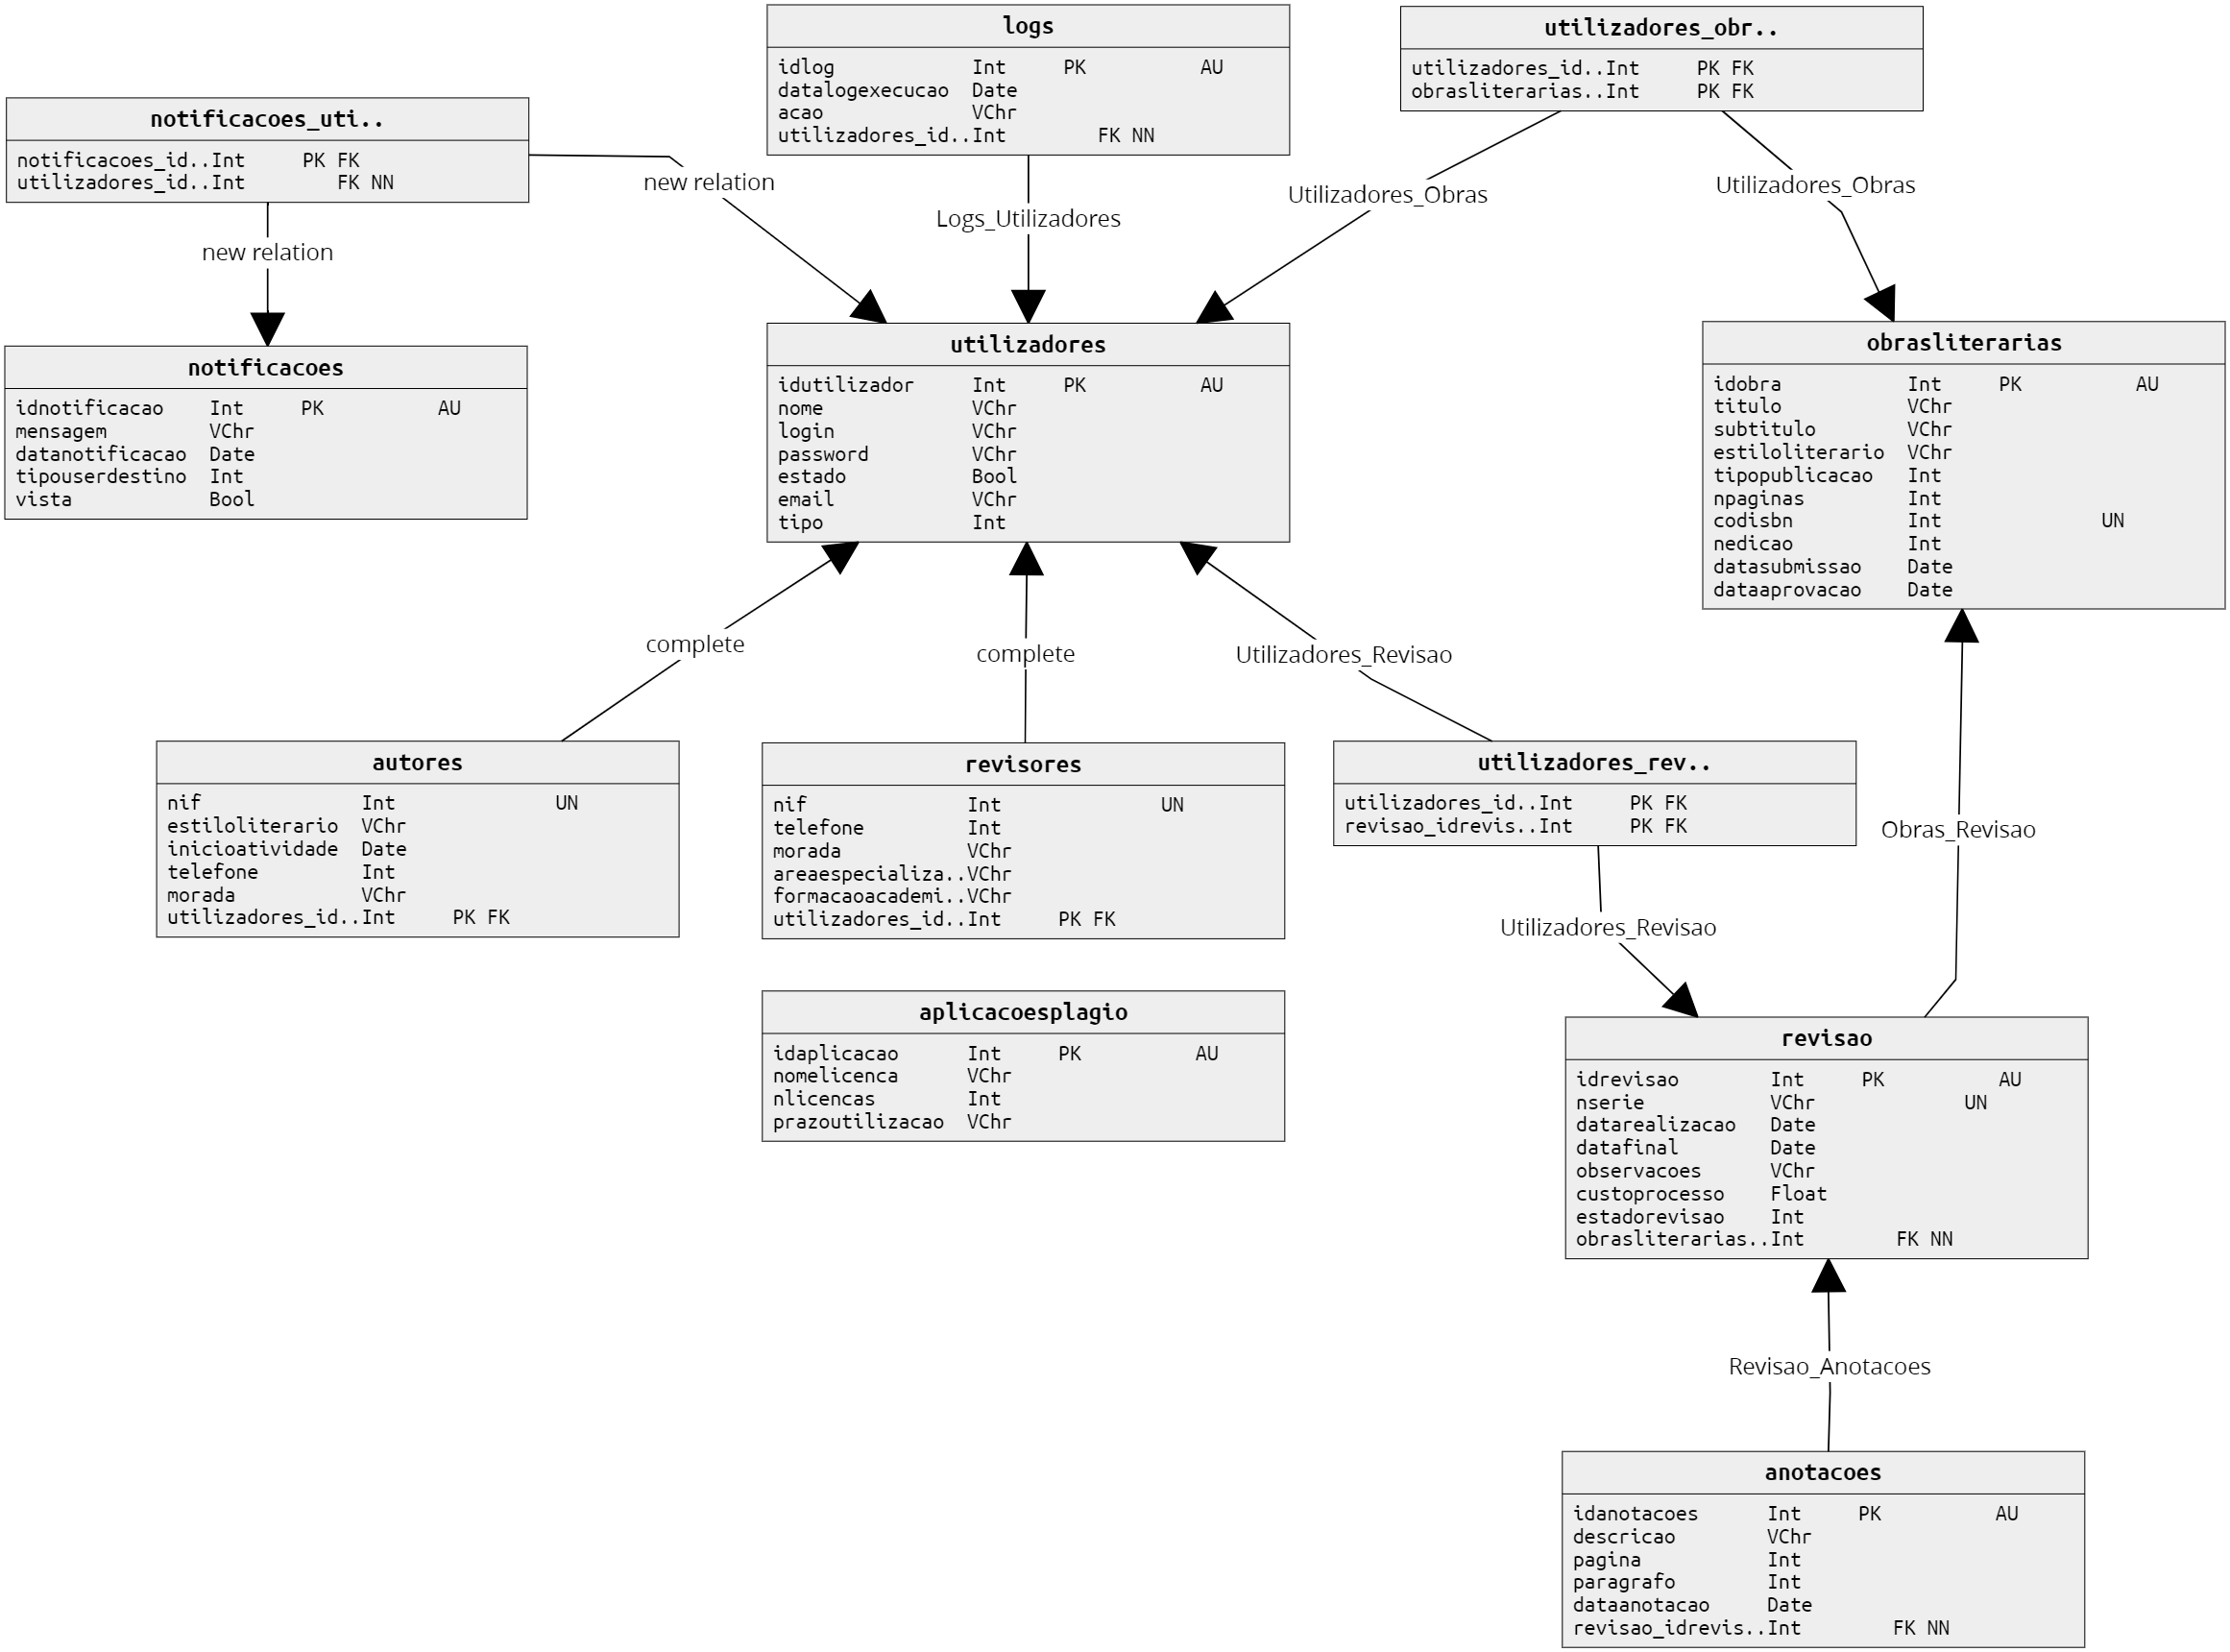 logs
idlog Int PK AU
datalogexecucao Date
acao VChr
utilizadores_id..Int FK NN
utilizadores_obr..
utilizadores_id..Int PK FK
obrasliterarias..Int PK FK
notificacoes_uti..
notificacoes_id..Int PK FK
utilizadores_id..Int FK NN
new relation
Logs_Utilizadores
Utilizadores_Obras
Utilizadores_Obras
new relation
notificacoes
idnotificacao Int PK AU
mensagem VChr
datanotificacao Date
tipouserdestino Int
vista Bool
utilizadores
idutilizador Int PK AU
nome VChr
login VChr
password VChr
estado Bool
email VChr
tipo Int
obrasliterarias
idobra Int PK AU
titulo VChr
subtitulo VChr
estiloliterario VChr
tipopublicacao Int
npaginas Int
codisbn Int UN
nedicao Int
datasubmissao Date
dataaprovacao Date
complete
complete
Utilizadores_Revisao
autores
nif Int UN
estiloliterario VChr
inicioatividade Date
telefone Int
morada VChr
utilizadores_id..Int PK FK
revisores
nif Int UN
telefone Int
morada VChr
areaespecializa..VChr
formacaoacademi..VChr
utilizadores_id..Int PK FK
utilizadores_rev..
utilizadores_id..Int PK FK
revisao_idrevis..Int PK FK
Obras_Revisao
Utilizadores_Revisao
aplicacoesplagio
idaplicacao Int PK AU
nomelicenca VChr
nlicencas Int
prazoutilizacao VChr
revisao
idrevisao Int PK AU
nserie VChr UN
datarealizacao Date
datafinal Date
observacoes VChr
custoprocesso Float
estadorevisao Int
obrasliterarias..Int FK NN
Revisao_Anotacoes
anotacoes
idanotacoes Int PK AU
descricao VChr
pagina Int
paragrafo Int
dataanotacao Date
revisao_idrevis..Int FK NN